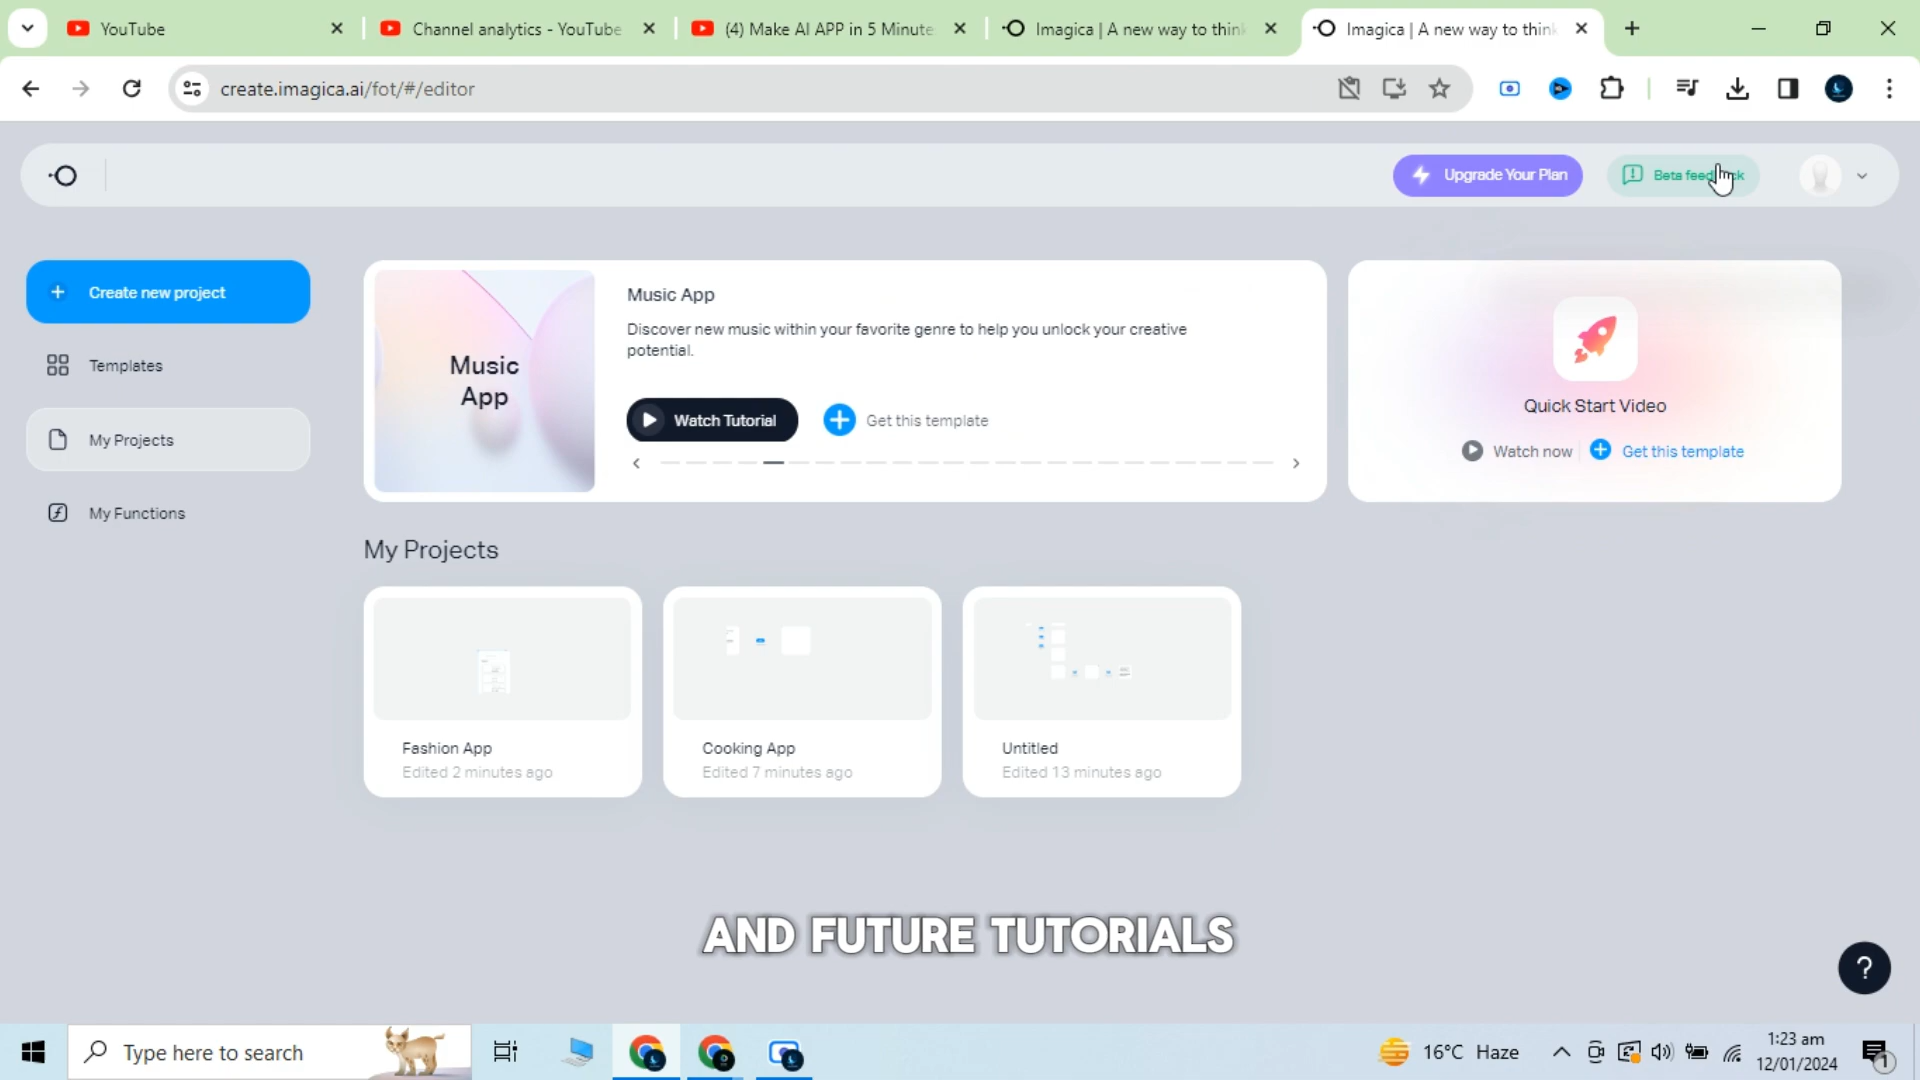 YouTube
Channel analytics - YouTube
(4) Make AI APP in 5 Minute
Imagica | A new way to think
Imagica | A new way to think
create.imagica.ai/fot/#/editor
Upgrade Your Plan
Beta feedback
Create new project
Templates
My Projects
My Functions
Music
App
Music App
Discover new music within your favorite genre to help you unlock your creative
potential.
Watch Tutorial
Get this template
Quick Start Video
Watch now
Get this template
My Projects
Fashion App
Edited 2 minutes ago
Cooking App
Edited 7 minutes ago
Untitled
Edited 13 minutes ago
AND FUTURE TUTORIALS
?
Type here to search
16°C Haze
1:23 am
12/01/2024
1